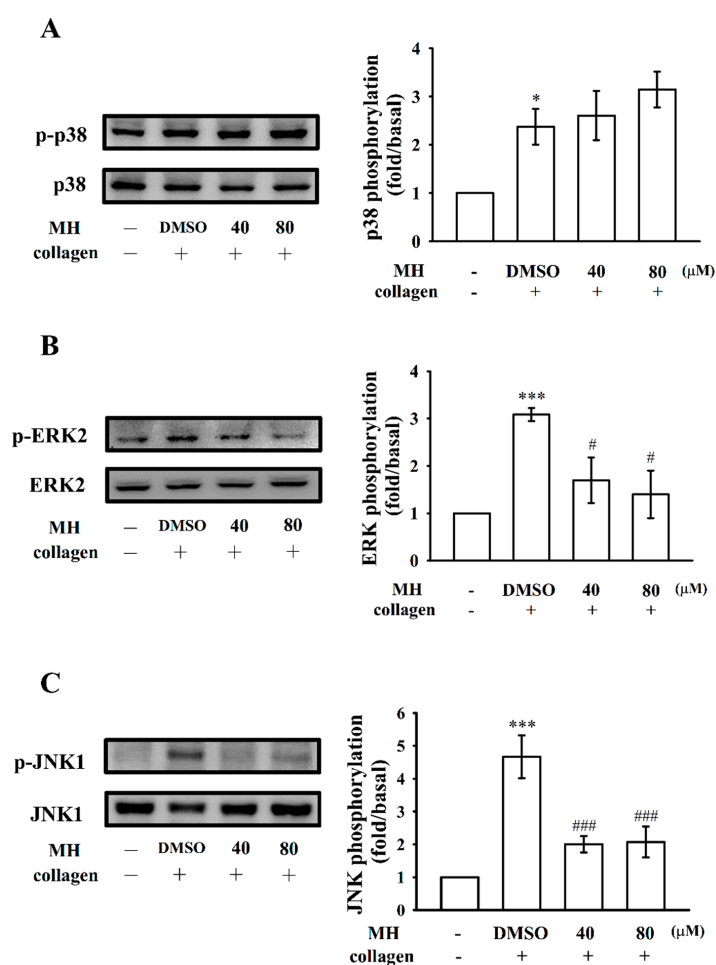 A
p-p38
p38
MH — DMSO 40 80
collagen — + + +
p38 phosphorylation
(fold/basal)
4
3
2
1
0
*
MH - DMSO 40 80 (μM)
collagen - + + +
B
p-ERK2
ERK2
MH — DMSO 40 80
collagen — + + +
ERK phosphorylation
(fold/basal)
4
3
2
1
0
***
#
#
MH - DMSO 40 80 (μM)
collagen - + + +
C
p-JNK1
JNK1
MH — DMSO 40 80
collagen — + + +
JNK phosphorylation
(fold/basal)
6
5
4
3
2
1
0
***
###
###
MH - DMSO 40 80 (μM)
collagen - + + +